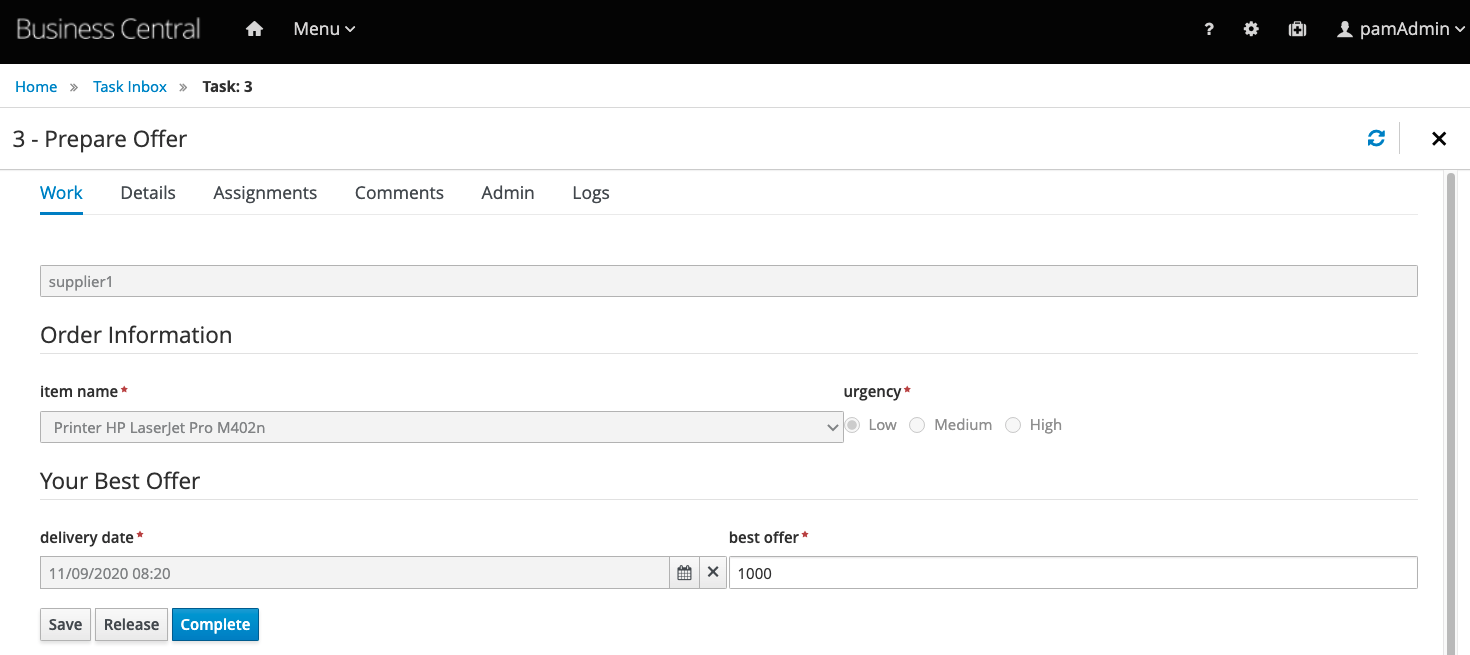 Business Central Menu ? pamAdmin
Home » Task Inbox » Task: 3
3 - Prepare Offer
Work Details Assignments Comments Admin Logs
supplier1
Order Information
item name* urgency*
Printer HP LaserJet Pro M402n Low Medium High
Your Best Offer
delivery date* best offer*
11/09/2020 08:20 1000
Save Release Complete